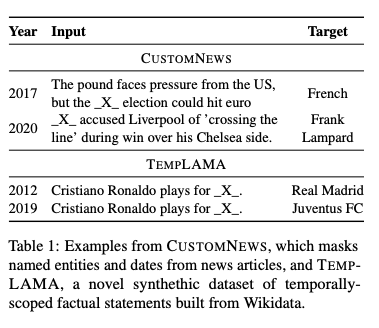 Year Input Target
CUSTOMNEWS
2017 The pound faces pressure from the US, but the _X_ election could hit euro French
2020 _X_ accused Liverpool of 'crossing the line' during win over his Chelsea side. Frank Lampard
TEMPLAMA
2012 Cristiano Ronaldo plays for _X_. Real Madrid
2019 Cristiano Ronaldo plays for _X_. Juventus FC
Table 1: Examples from CUSTOMNEWS, which masks
named entities and dates from news articles, and TEMP-
LAMA, a novel synthethic dataset of temporally-
scoped factual statements built from Wikidata.